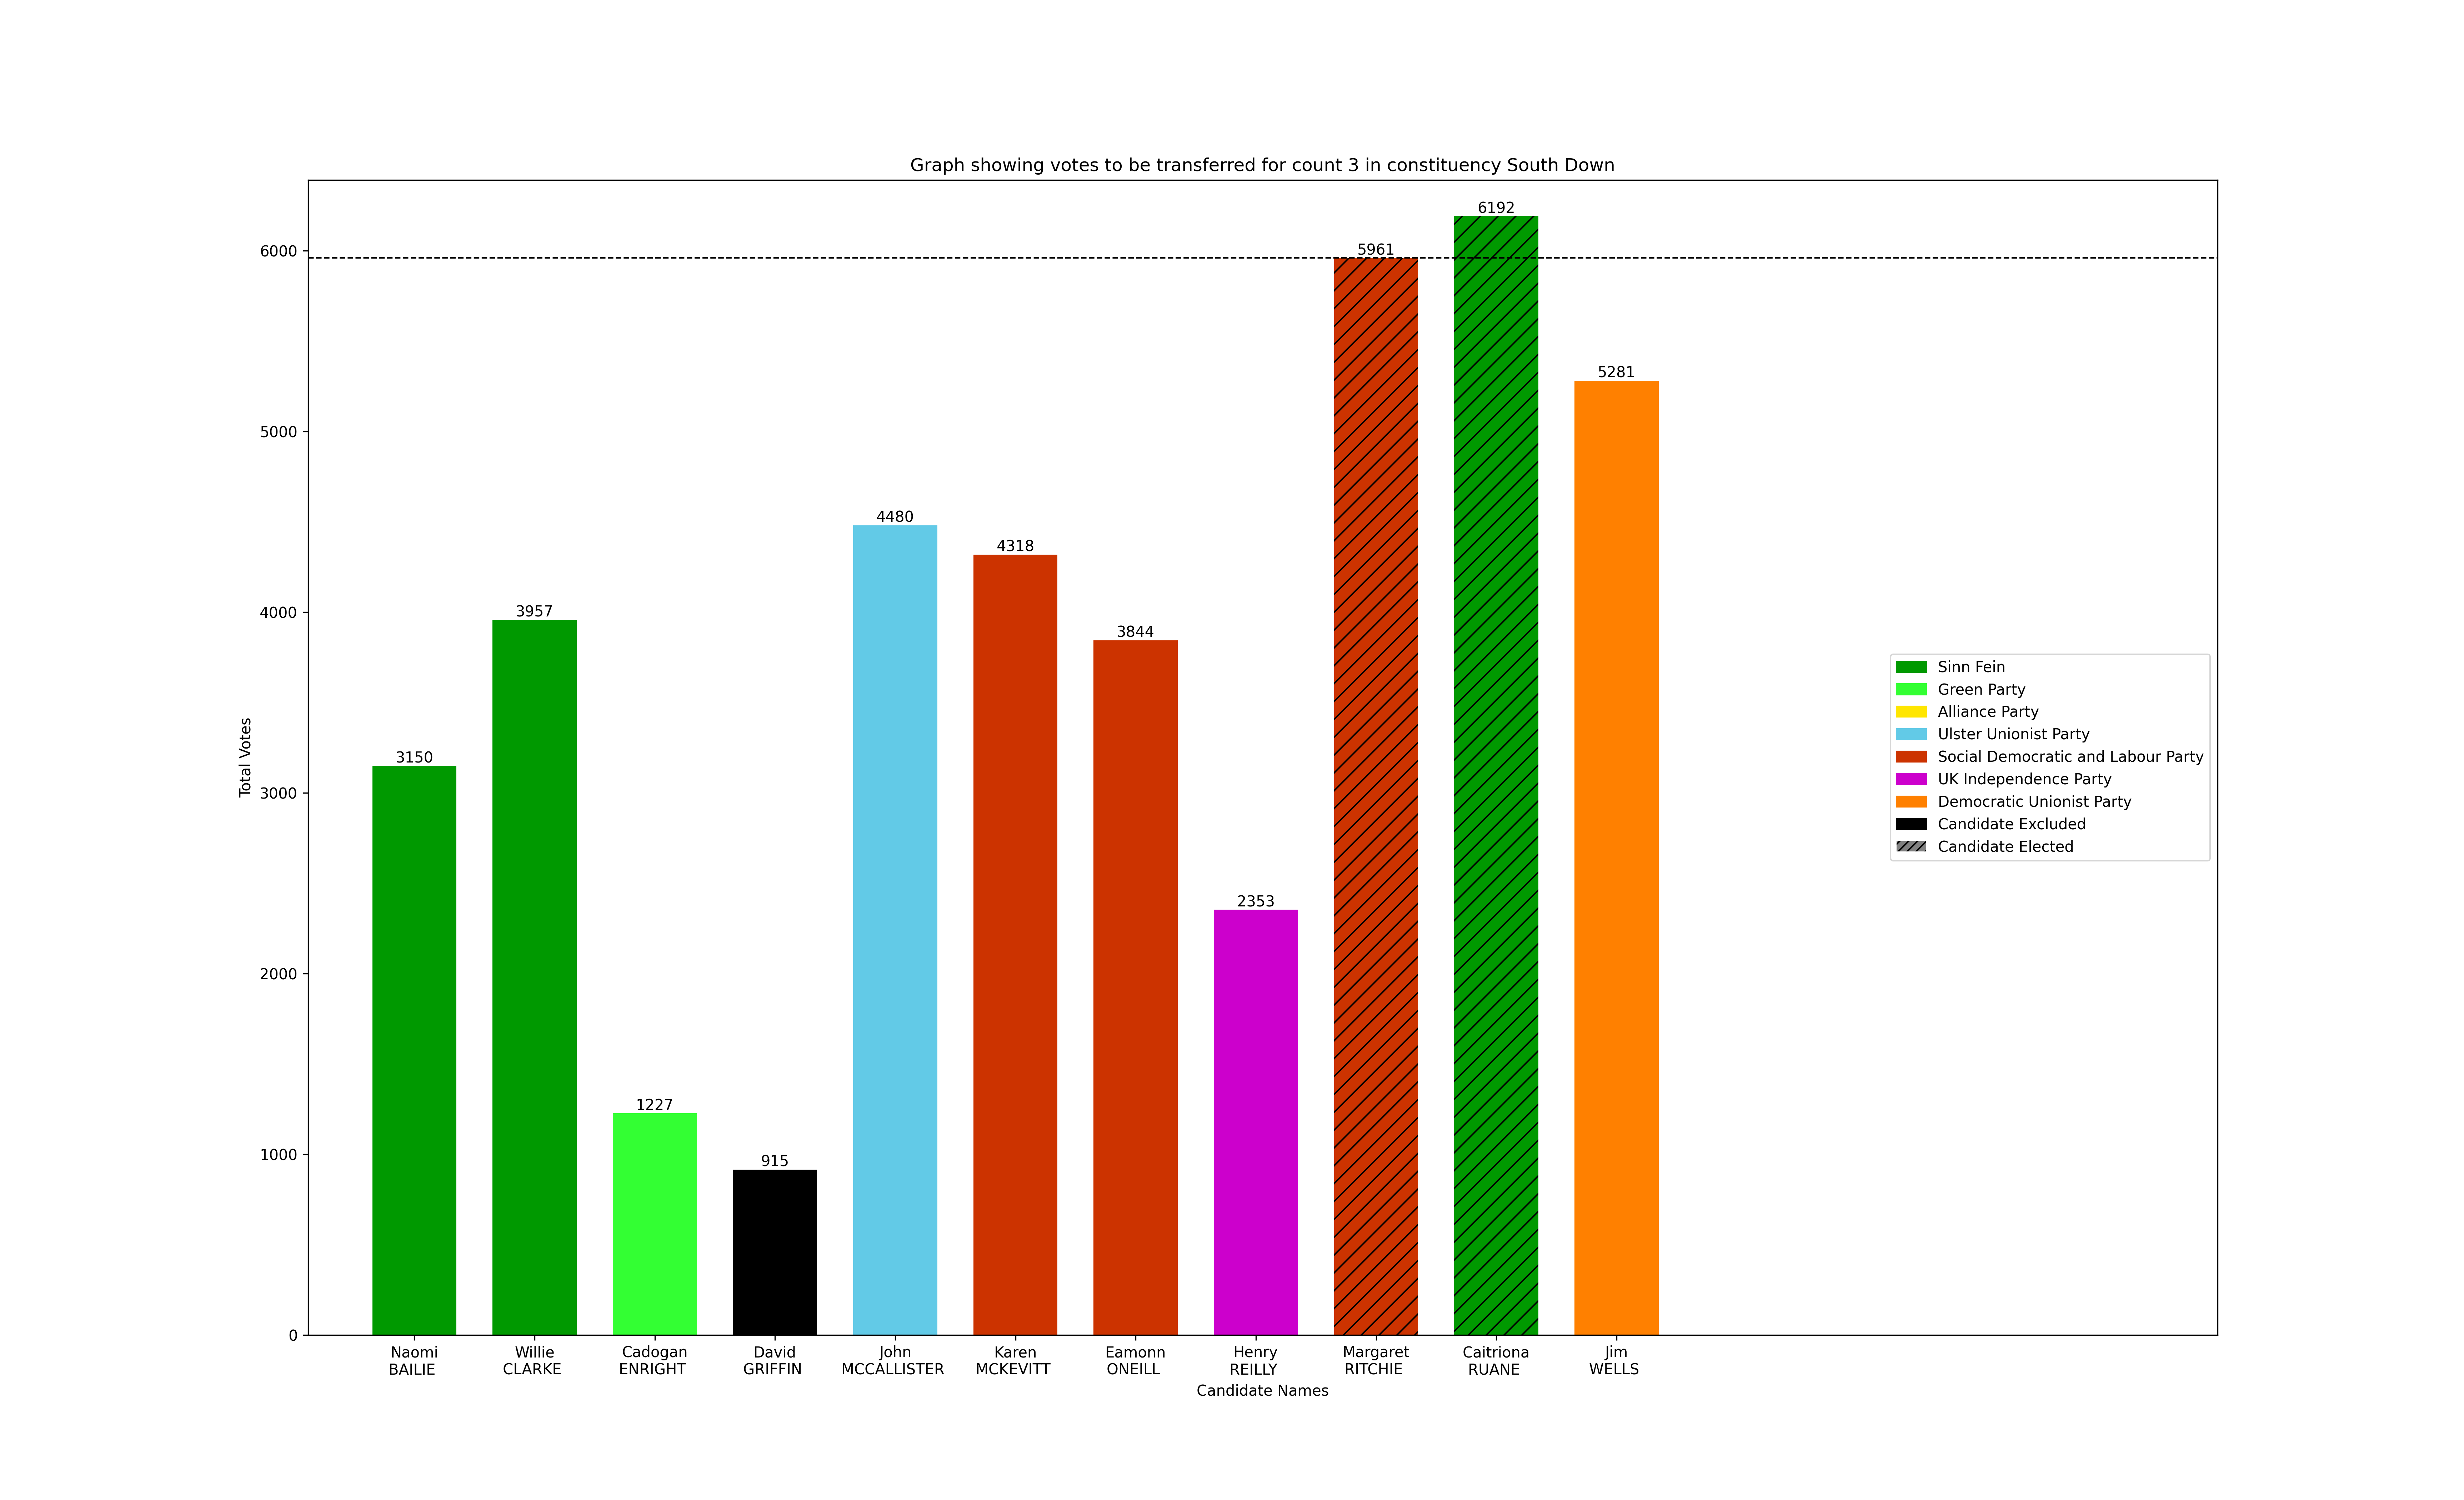 Graph showing votes to be transferred for count 3 in constituency South Down
6192
6000
5961
5281
5000
4480
4318
4000
3957
3844
3150
3000
2353
2000
1227
1000
915
0
Total Votes
Sinn Fein
Green Party
Alliance Party
Ulster Unionist Party
Social Democratic and Labour Party
UK Independence Party
Democratic Unionist Party
Candidate Excluded
Candidate Elected
Naomi
BAILIE
Willie
CLARKE
Cadogan
ENRIGHT
David
GRIFFIN
John
MCCALLISTER
Karen
MCKEVITT
Eamonn
ONEILL
Henry
REILLY
Margaret
RITCHIE
Caitriona
RUANE
Jim
WELLS
Candidate Names